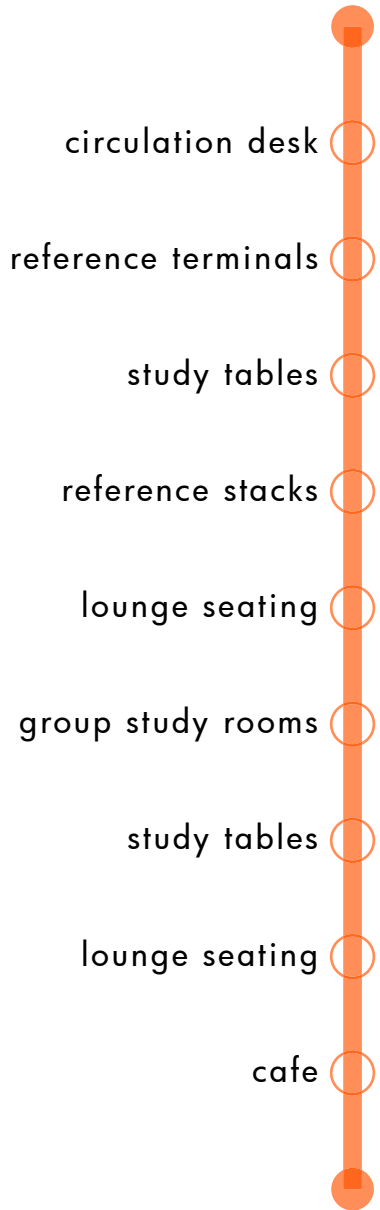 circulation desk
reference terminals
study tables
reference stacks
lounge seating
group study rooms
study tables
lounge seating
cafe